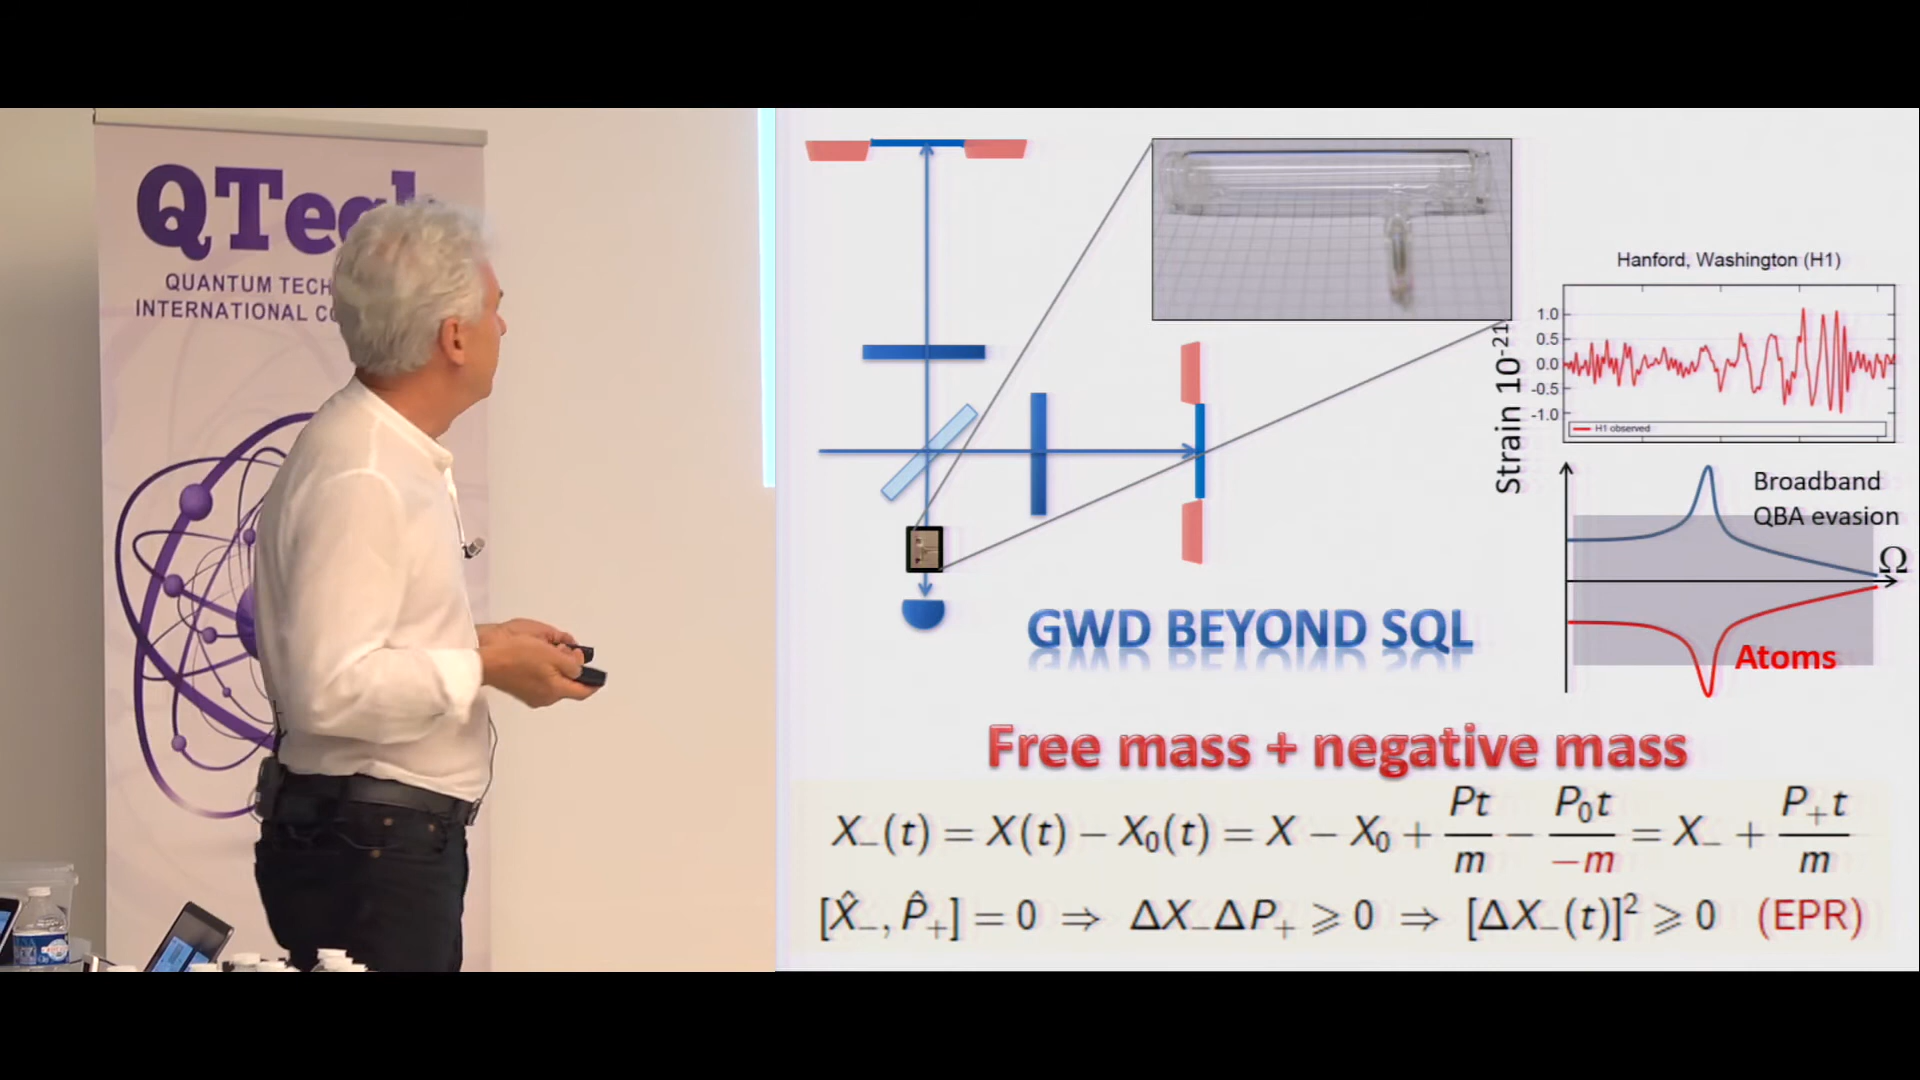 QTech
QUANTUM TECH
INTERNATIONAL CO
Hanford, Washington (H1)
Strain 10⁻²¹
1.0
0.5
0.0
-0.5
-1.0
H1 observed
Broadband
QBA evasion
Ω
Atoms
GWD BEYOND SQL
Free mass + negative mass
X₋(t) = X(t) − X₀(t) = X − X₀ + Pt/m − P₀t/−m = X₋ + P₊t/m
[X̂₋, P̂₊] = 0 ⇒ ΔX₋ΔP₊ ⩾ 0 ⇒ [ΔX₋(t)]² ⩾ 0 (EPR)